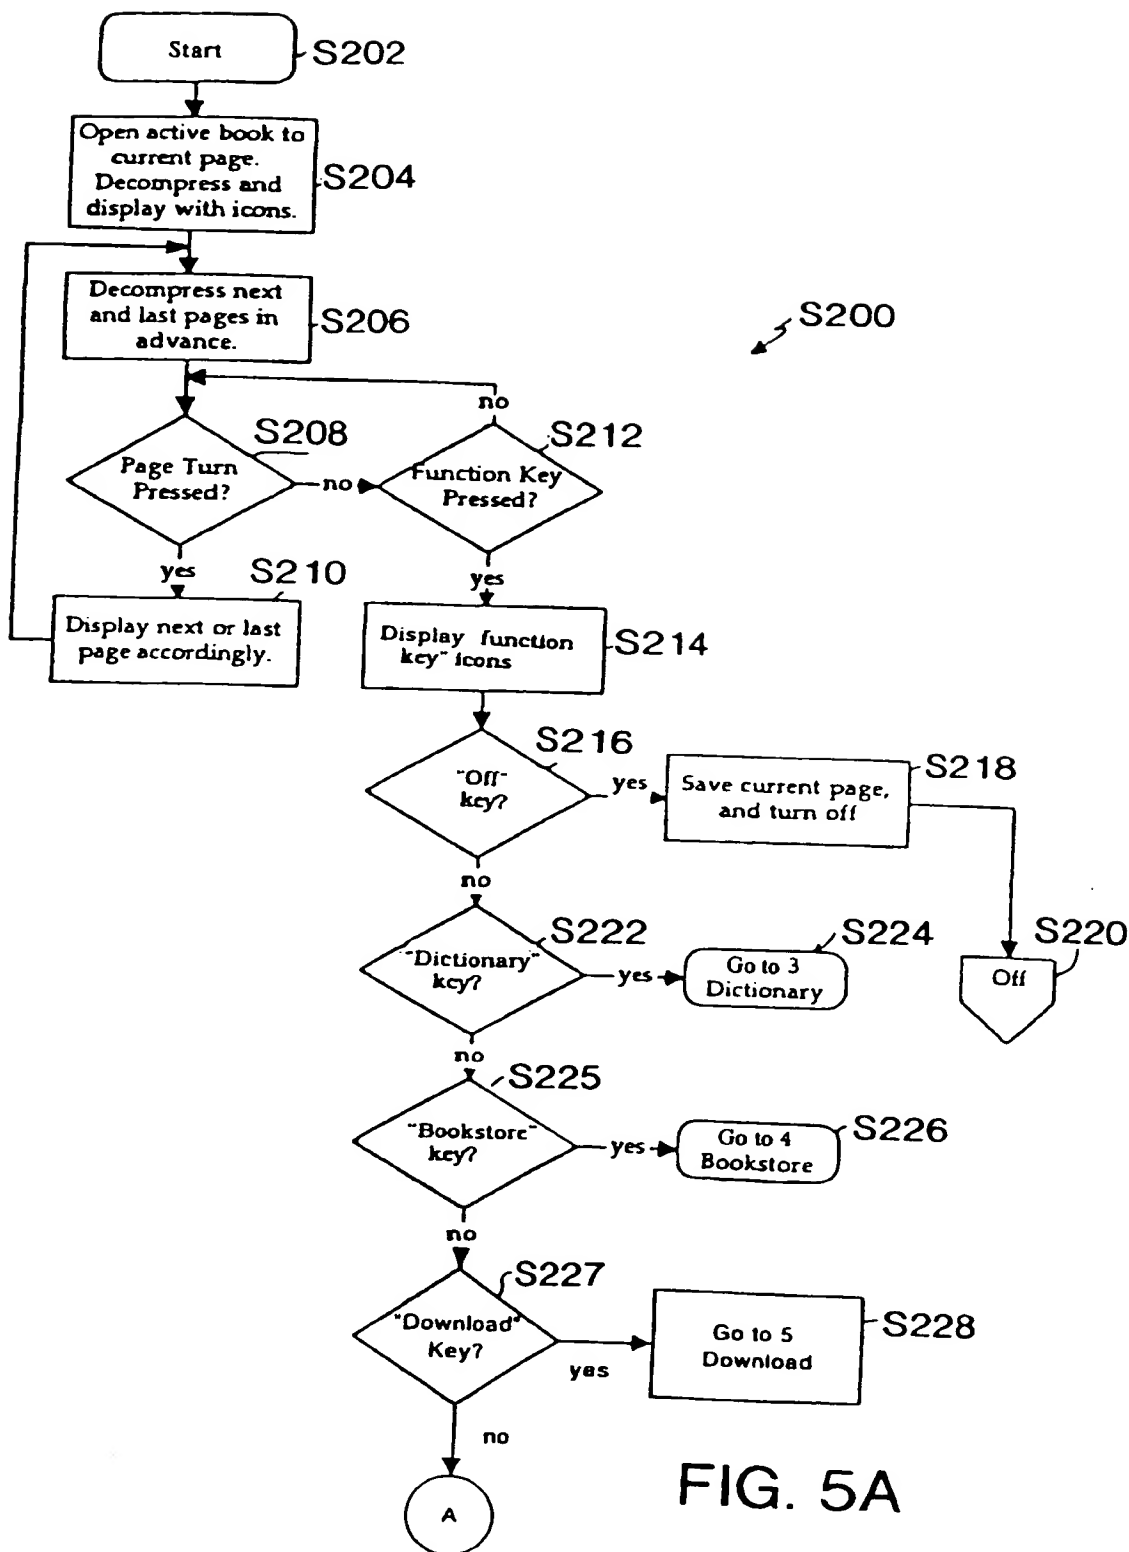 Start
S202
Open active book to
current page.
Decompress and
display with icons.
S204
Decompress next
and last pages in
advance.
S206
S200
Page Turn
Pressed?
S208
no
Function Key
Pressed?
S212
no
yes
Display next or last
page accordingly.
S210
yes
Display function
key" icons
S214
"Off"
key?
S216
yes
Save current page,
and turn off
S218
Off
S220
no
"Dictionary"
key?
S222
yes
Go to 3
Dictionary
S224
no
"Bookstore"
key?
S225
yes
Go to 4
Bookstore
S226
no
"Download"
Key?
S227
yes
Go to 5
Download
S228
no
A
FIG. 5A